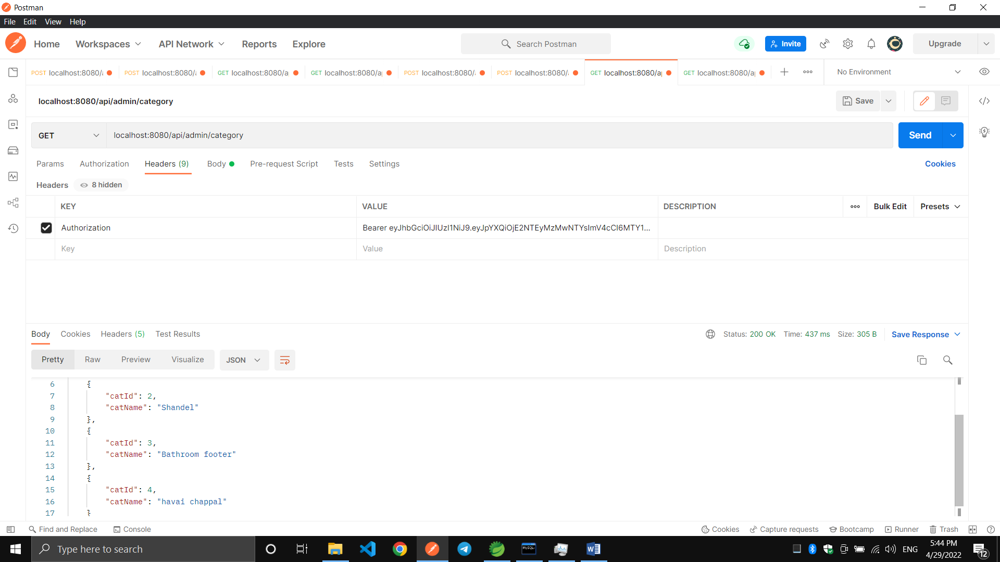 Postman
File Edit View Help
Home Workspaces API Network Reports Explore Search Postman Invite Upgrade
POST localhost:8080/ POST localhost:8080/ GET localhost:8080/a GET localhost:8080/a POST localhost:8080/ POST localhost:8080/ GET localhost:8080/a GET localhost:8080/a No Environment
localhost:8080/api/admin/category Save
GET localhost:8080/api/admin/category Send
Params Authorization Headers (9) Body Pre-request Script Tests Settings Cookies
Headers 8 hidden
KEY VALUE DESCRIPTION Bulk Edit Presets
Authorization Bearer eyJhbGciOiJIUzI1NiJ9.eyJpYXQiOjE2NTEyMzMwNTYsImV4cCI6MTY1...
Key Value Description
Body Cookies Headers (5) Test Results Status: 200 OK Time: 437 ms Size: 305 B Save Response
Pretty Raw Preview Visualize JSON
6 {
7 "catId": 2,
8 "catName": "Shandel"
9 },
10 {
11 "catId": 3,
12 "catName": "Bathroom footer"
13 },
14 {
15 "catId": 4,
16 "catName": "havai chappal"
17 }
Find and Replace Console Cookies Capture requests Bootcamp Runner Trash
Type here to search MySQL ENG 5:44 PM
4/29/2022 12